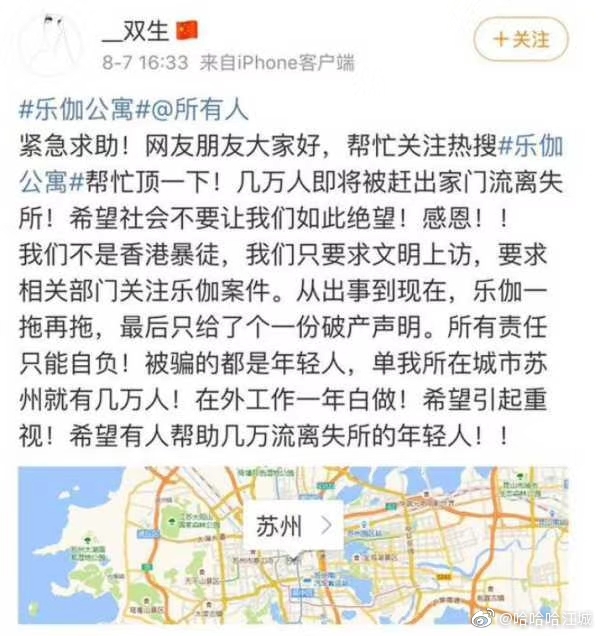 __双生🇨🇳
+关注
8-7 16:33 来自iPhone客户端
#乐伽公寓#@所有人
紧急求助！网友朋友大家好，帮忙关注热搜#乐伽
公寓#帮忙顶一下！几万人即将被赶出家门流离失
所！希望社会不要让我们如此绝望！感恩！！
我们不是香港暴徒，我们只要求文明上访，要求
相关部门关注乐伽案件。从出事到现在，乐伽一
拖再拖，最后只给了个一份破产声明。所有责任
只能自负！被骗的都是年轻人，单我所在城市苏
州就有几万人！在外工作一年白做！希望引起重
视！希望有人帮助几万流离失所的年轻人！！
苏州
@哈哈哈江城